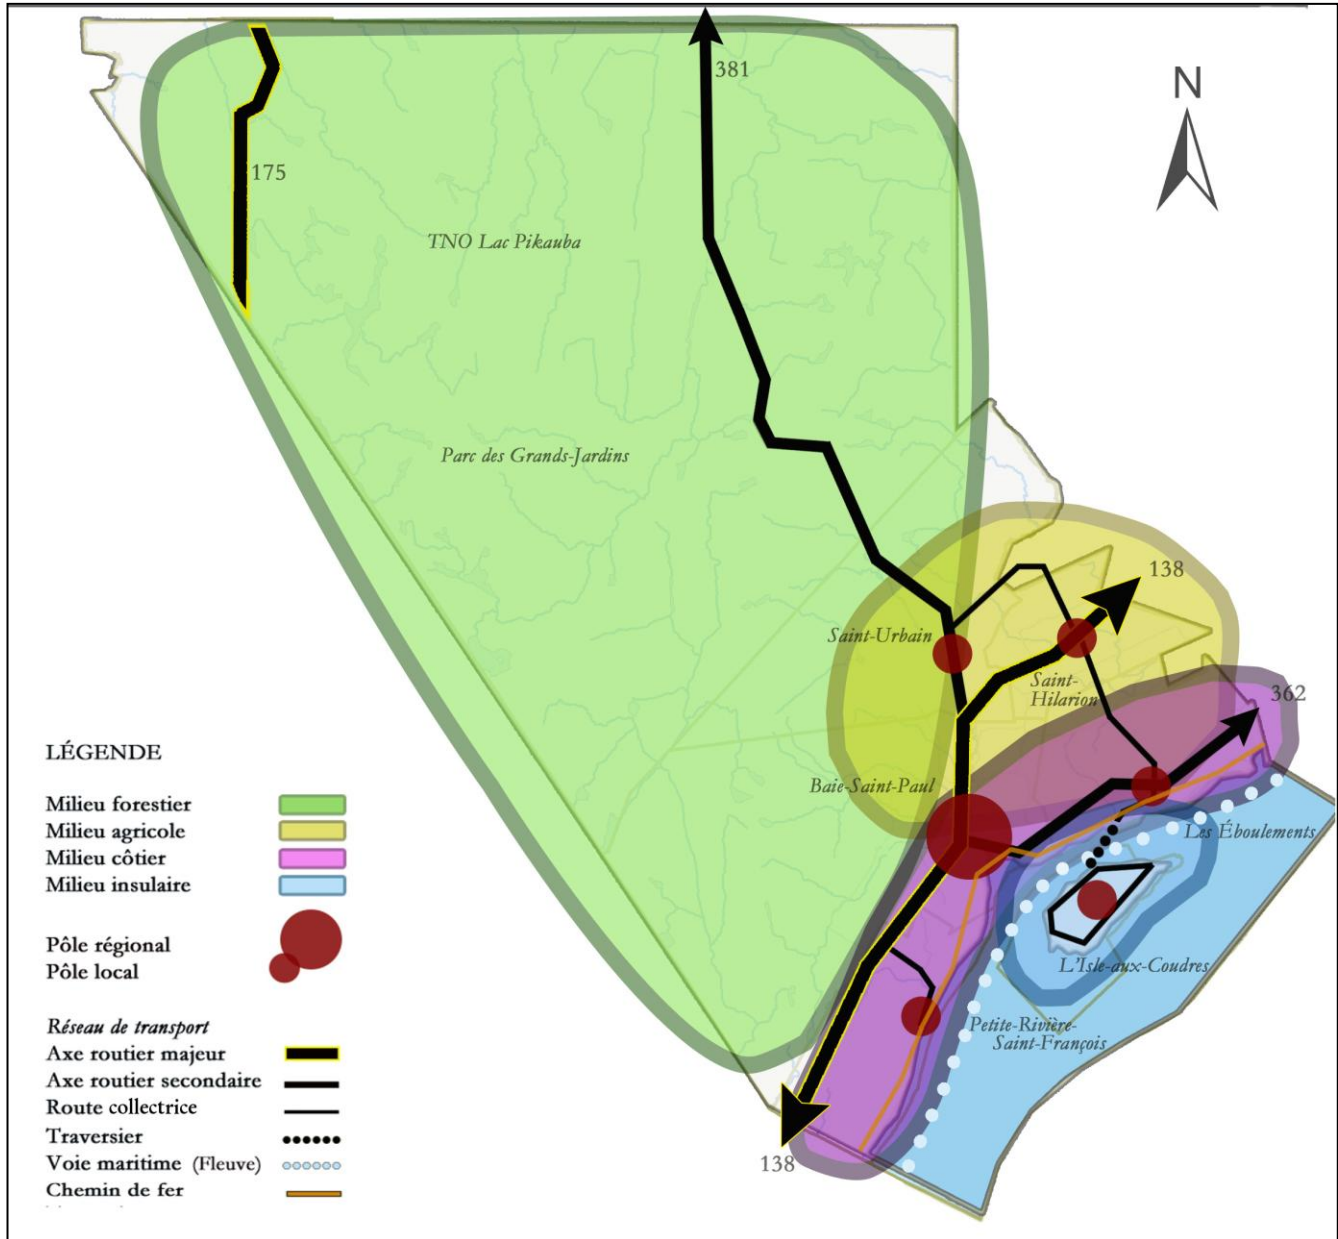 N
381
175
TNO Lac Pikauba
Parc des Grands-Jardins
138
Saint-Urbain
Saint-
Hilarion
362
Baie-Saint-Paul
Les Éboulements
L'Isle-aux-Coudres
Petite-Rivière-
Saint-François
138
LÉGENDE
Milieu forestier
Milieu agricole
Milieu côtier
Milieu insulaire
Pôle régional
Pôle local
Réseau de transport
Axe routier majeur
Axe routier secondaire
Route collectrice
Traversier
Voie maritime (Fleuve)
Chemin de fer